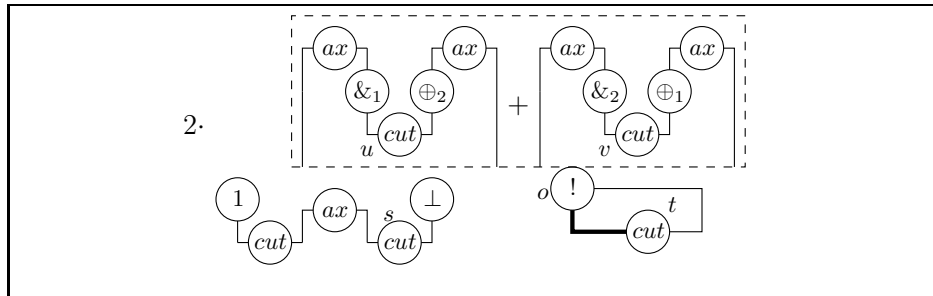 ax ax ax ax
&₁ ⊕₂ + &₂ ⊕₁
2· u cut v cut
1 ax s ⊥ o ! t
cut cut cut